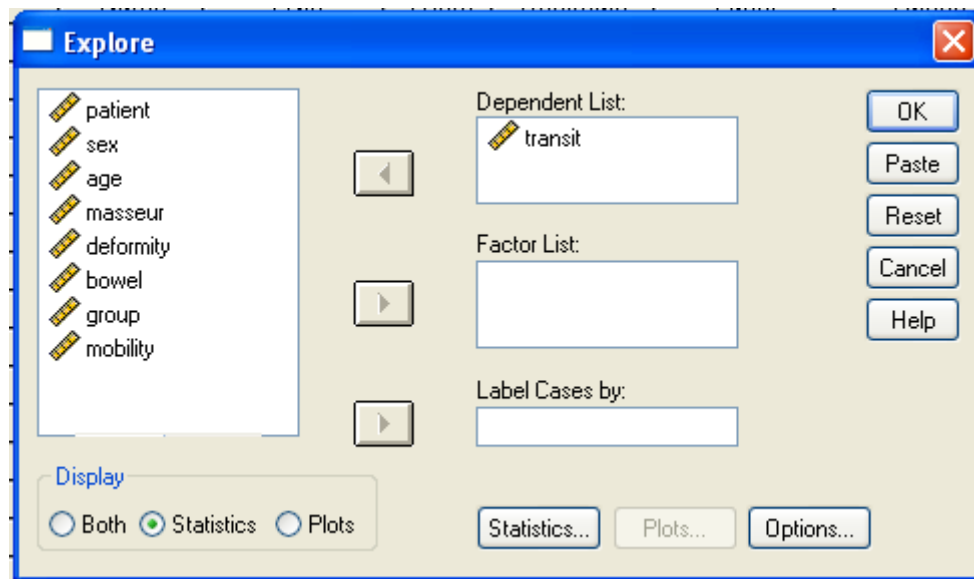 Explore
patient
sex
age
masseur
deformity
bowel
group
mobility
Dependent List:
transit
Factor List:
Label Cases by:
OK
Paste
Reset
Cancel
Help
Display
Both Statistics Plots
Statistics... Plots... Options...